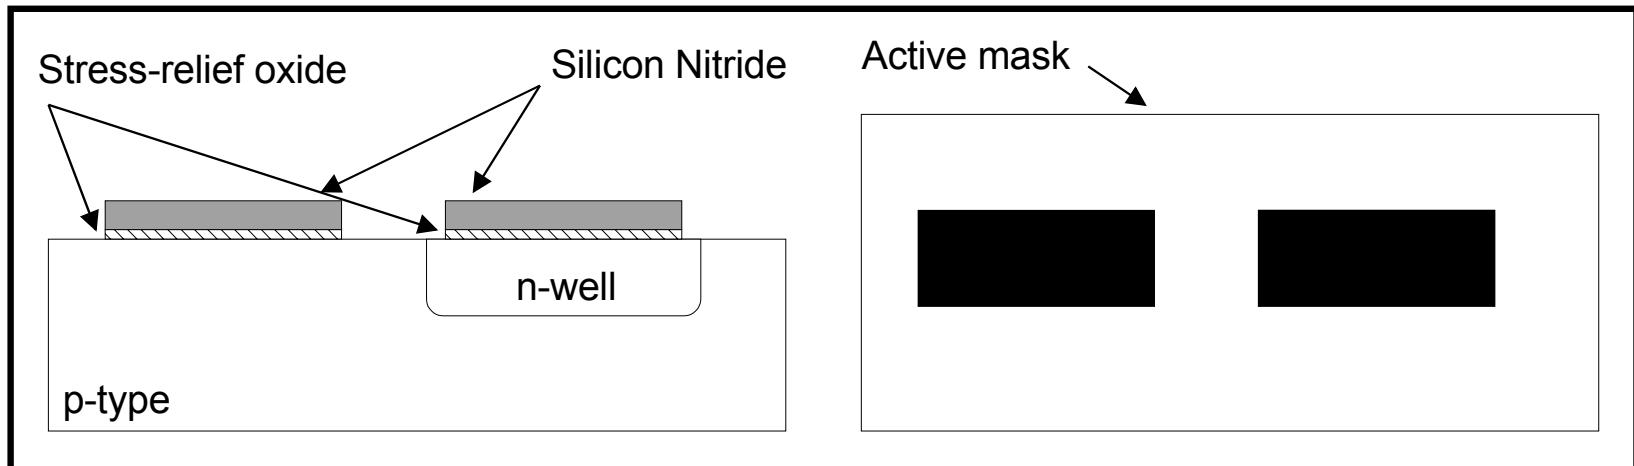 Stress-relief oxide
Silicon Nitride
Active mask
n-well
p-type